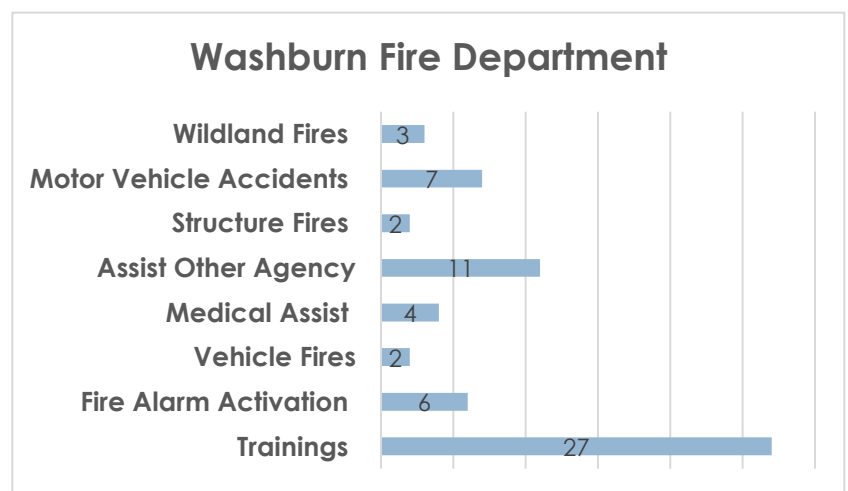 Washburn Fire Department
Wildland Fires 3
Motor Vehicle Accidents 7
Structure Fires 2
Assist Other Agency 11
Medical Assist 4
Vehicle Fires 2
Fire Alarm Activation 6
Trainings 27